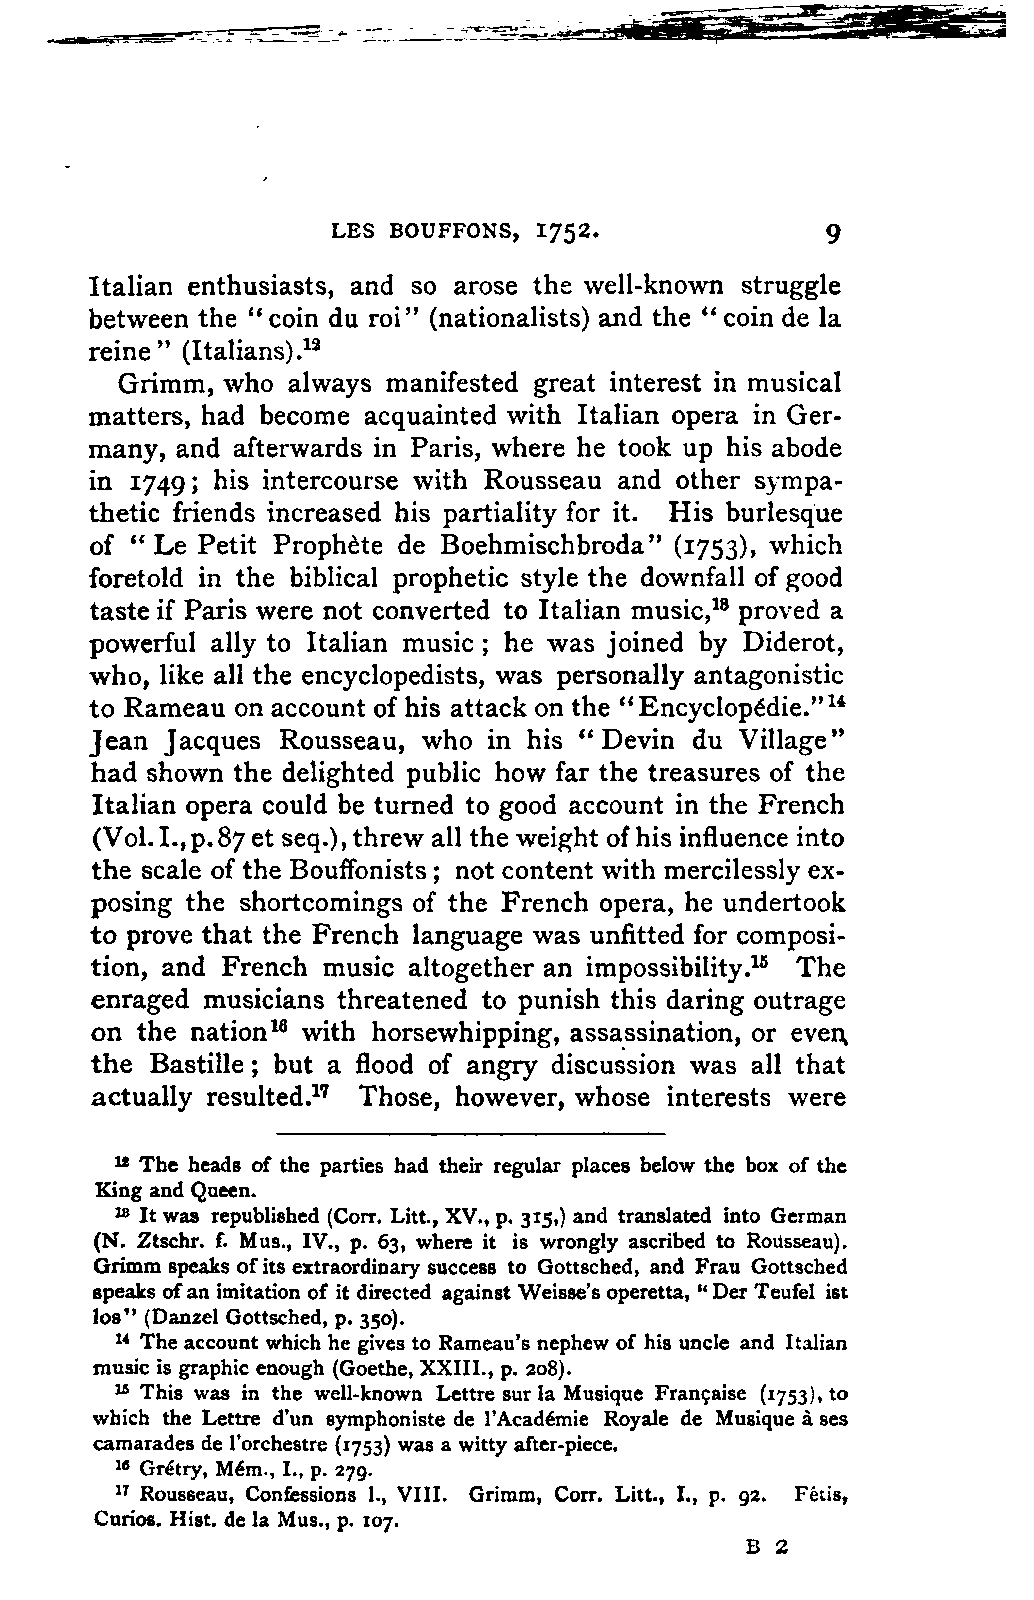 LES BOUFFONS, 1752. 9
Italian enthusiasts, and so arose the well-known struggle
between the “coin du roi” (nationalists) and the “coin de la
reine” (Italians).¹²
Grimm, who always manifested great interest in musical
matters, had become acquainted with Italian opera in Ger-
many, and afterwards in Paris, where he took up his abode
in 1749; his intercourse with Rousseau and other sympa-
thetic friends increased his partiality for it. His burlesque
of “Le Petit Prophète de Boehmischbroda” (1753), which
foretold in the biblical prophetic style the downfall of good
taste if Paris were not converted to Italian music,¹³ proved a
powerful ally to Italian music; he was joined by Diderot,
who, like all the encyclopedists, was personally antagonistic
to Rameau on account of his attack on the “Encyclopédie.”¹⁴
Jean Jacques Rousseau, who in his “Devin du Village”
had shown the delighted public how far the treasures of the
Italian opera could be turned to good account in the French
(Vol. I., p. 87 et seq.), threw all the weight of his influence into
the scale of the Bouffonists; not content with mercilessly ex-
posing the shortcomings of the French opera, he undertook
to prove that the French language was unfitted for composi-
tion, and French music altogether an impossibility.¹⁵ The
enraged musicians threatened to punish this daring outrage
on the nation¹⁶ with horsewhipping, assassination, or even
the Bastille; but a flood of angry discussion was all that
actually resulted.¹⁷ Those, however, whose interests were
¹² The heads of the parties had their regular places below the box of the
King and Queen.
¹³ It was republished (Corr. Litt., XV., p. 315,) and translated into German
(N. Ztschr. f. Mus., IV., p. 63, where it is wrongly ascribed to Rousseau).
Grimm speaks of its extraordinary success to Gottsched, and Frau Gottsched
speaks of an imitation of it directed against Weisse's operetta, “Der Teufel ist
los” (Danzel Gottsched, p. 350).
¹⁴ The account which he gives to Rameau's nephew of his uncle and Italian
music is graphic enough (Goethe, XXIII., p. 208).
¹⁵ This was in the well-known Lettre sur la Musique Française (1753), to
which the Lettre d'un symphoniste de l'Académie Royale de Musique à ses
camarades de l'orchestre (1753) was a witty after-piece.
¹⁶ Grétry, Mém., I., p. 279.
¹⁷ Rousseau, Confessions l., VIII. Grimm, Corr. Litt., I., p. 92. Fétis,
Curios. Hist. de la Mus., p. 107.
B 2